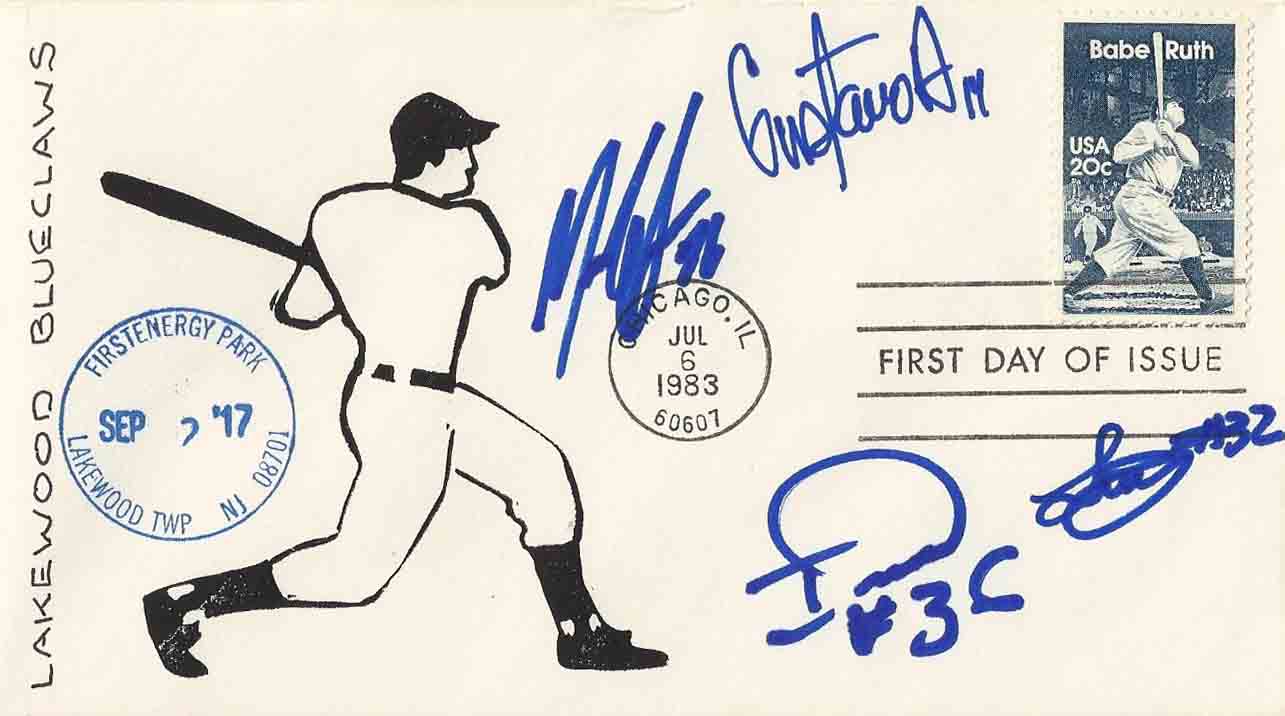 LAKEWOOD BLUECLAWS
Gustavo A 14
Babe Ruth
USA
20c
CHICAGO, IL
JUL
6
1983
60607
FIRST DAY OF ISSUE
FIRSTENERGY PARK
SEP 2 '17
LAKEWOOD TWP NJ 08701
#32
#36